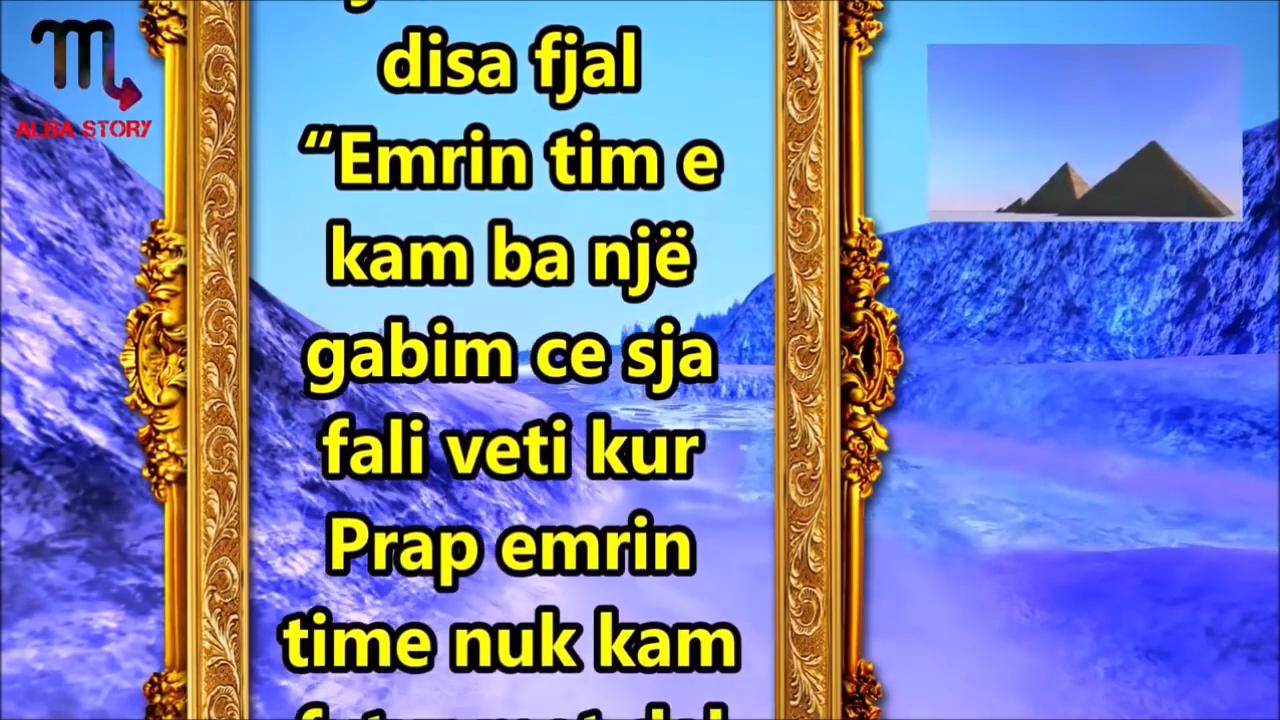 ALBA STORY
disa fjal
“Emrin tim e
kam ba një
gabim ce sja
fali veti kur
Prap emrin
time nuk kam